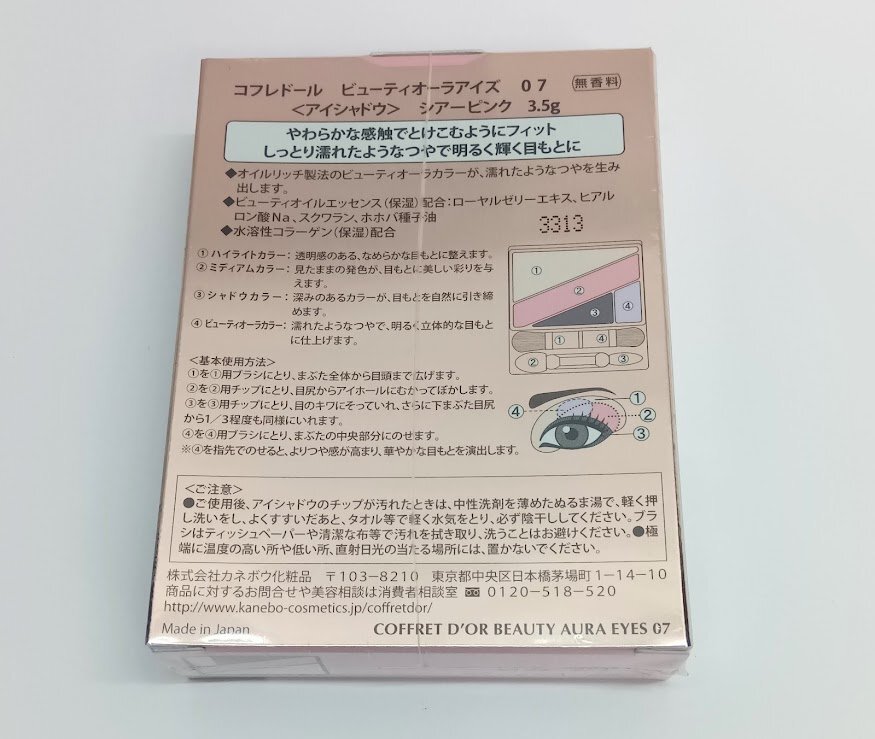 コフレドール ビューティオーラアイズ 07 無香料
＜アイシャドウ＞ シアーピンク 3.5g
やわらかな感触でとけこむようにフィット
しっとり濡れたようなつやで明るく輝く目もとに
◆オイルリッチ製法のビューティオーラカラーが、濡れたようなつやを生み
出します。
◆ビューティオイルエッセンス（保湿）配合：ローヤルゼリーエキス、ヒアル
ロン酸Na、スクワラン、ホホバ種子油
◆水溶性コラーゲン（保湿）配合
3313
①ハイライトカラー：透明感のある、なめらかな目もとに整えます。
②ミディアムカラー：見たままの発色が、目もとに美しい彩りを与
えます。
③シャドウカラー：深みのあるカラーが、目もとを自然に引き締
めます。
④ビューティオーラカラー：濡れたようなつやで、明るく立体的な目もと
に仕上げます。
①
②
③
④
① ④
② ③
＜基本使用方法＞
①を①用ブラシにとり、まぶた全体から目頭まで広げます。
②を②用チップにとり、目尻からアイホールにむかってぼかします。
③を③用チップにとり、目のキワにそっていれ、さらに下まぶた目尻
から1／3程度も同様にいれます。
④を④用ブラシにとり、まぶたの中央部分にのせます。
※④を指先でのせると、よりつや感が高まり、華やかな目もとを演出します。
①
④ ②
③
＜ご注意＞
●ご使用後、アイシャドウのチップが汚れたときは、中性洗剤を薄めたぬるま湯で、軽く押
し洗いをし、よくすすいだあと、タオル等で軽く水気をとり、必ず陰干ししてください。ブラ
シはティッシュペーパーや清潔な布等で汚れを拭き取り、洗うことはお避けください。●極
端に温度の高い所や低い所、直射日光の当たる場所には、置かないでください。
株式会社カネボウ化粧品 〒103-8210 東京都中央区日本橋茅場町1-14-10
商品に対するお問合せや美容相談は消費者相談室 0120-518-520
http://www.kanebo-cosmetics.jp/coffretdor/
Made in Japan COFFRET D'OR BEAUTY AURA EYES 07